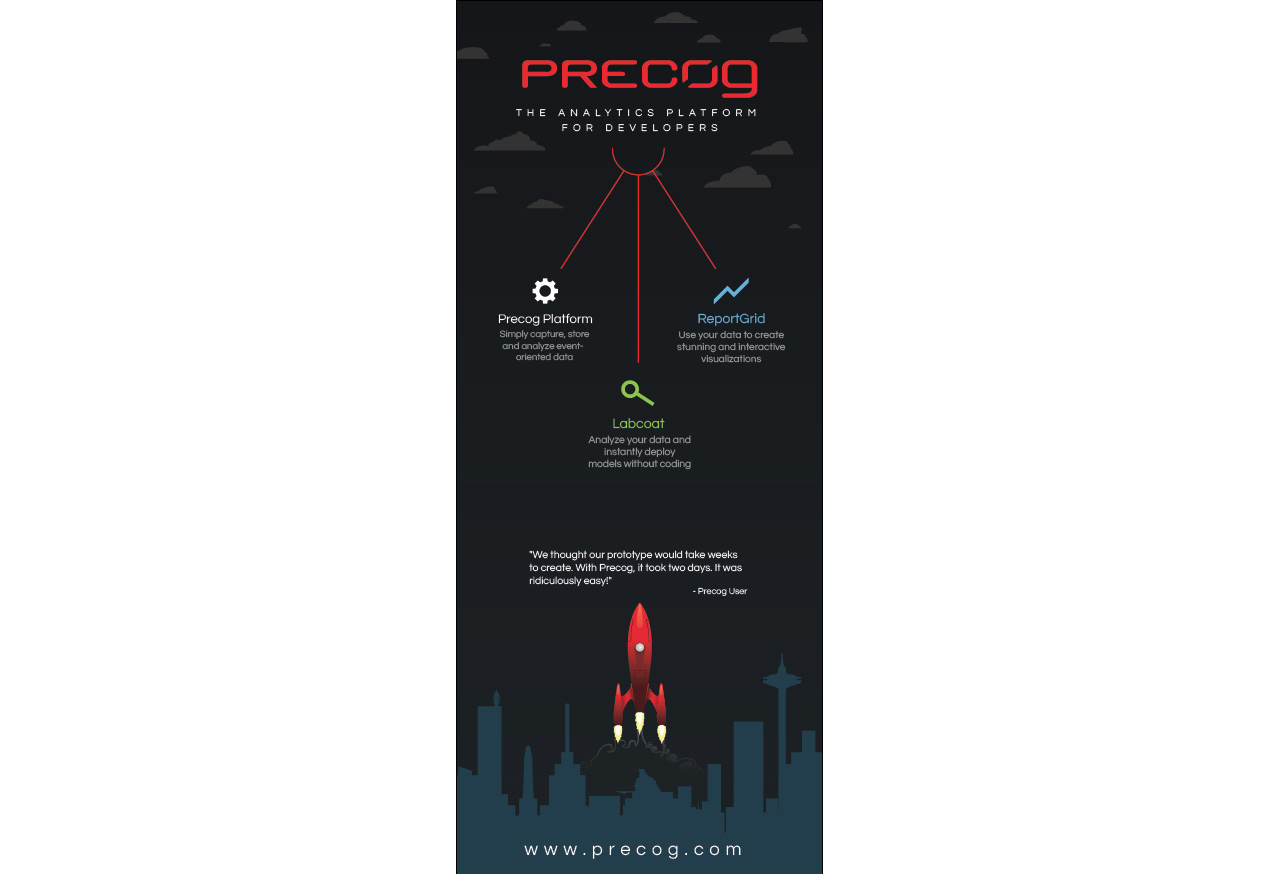 PRECOG
THE ANALYTICS PLATFORM
FOR DEVELOPERS
Precog Platform
Simply capture, store
and analyze event-
oriented data
ReportGrid
Use your data to create
stunning and interactive
visualizations
Labcoat
Analyze your data and
instantly deploy
models without coding
"We thought our prototype would take weeks
to create. With Precog, it took two days. It was
ridiculously easy!"
- Precog User
www.precog.com